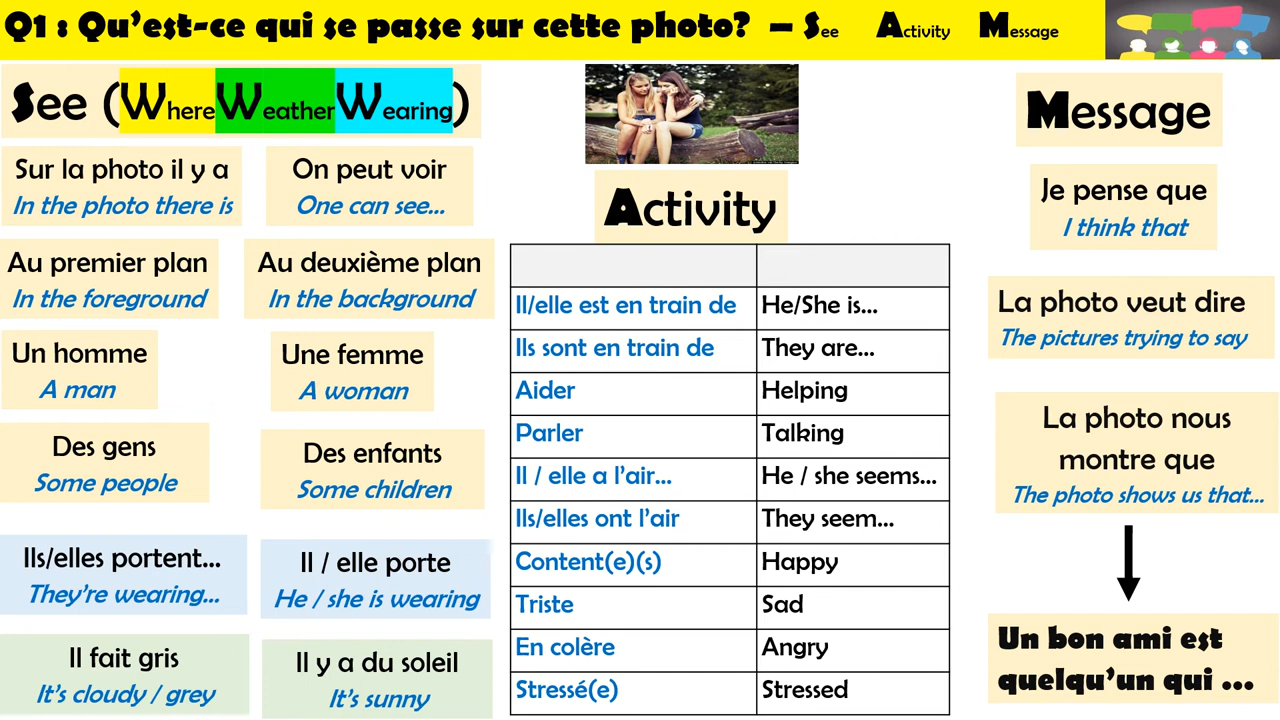 Q1 : Qu’est-ce qui se passe sur cette photo? – See Activity Message
See (WhereWeatherWearing)
Sur la photo il y a
In the photo there is
On peut voir
One can see...
Au premier plan
In the foreground
Au deuxième plan
In the background
Un homme
A man
Une femme
A woman
Des gens
Some people
Des enfants
Some children
Ils/elles portent...
They’re wearing...
Il / elle porte
He / she is wearing
Il fait gris
It’s cloudy / grey
Il y a du soleil
It’s sunny
Activity
Il/elle est en train de He/She is...
Ils sont en train de They are...
Aider Helping
Parler Talking
Il / elle a l’air... He / she seems...
Ils/elles ont l’air They seem...
Content(e)(s) Happy
Triste Sad
En colère Angry
Stressé(e) Stressed
Message
Je pense que
I think that
La photo veut dire
The pictures trying to say
La photo nous
montre que
The photo shows us that...
Un bon ami est
quelqu’un qui ...